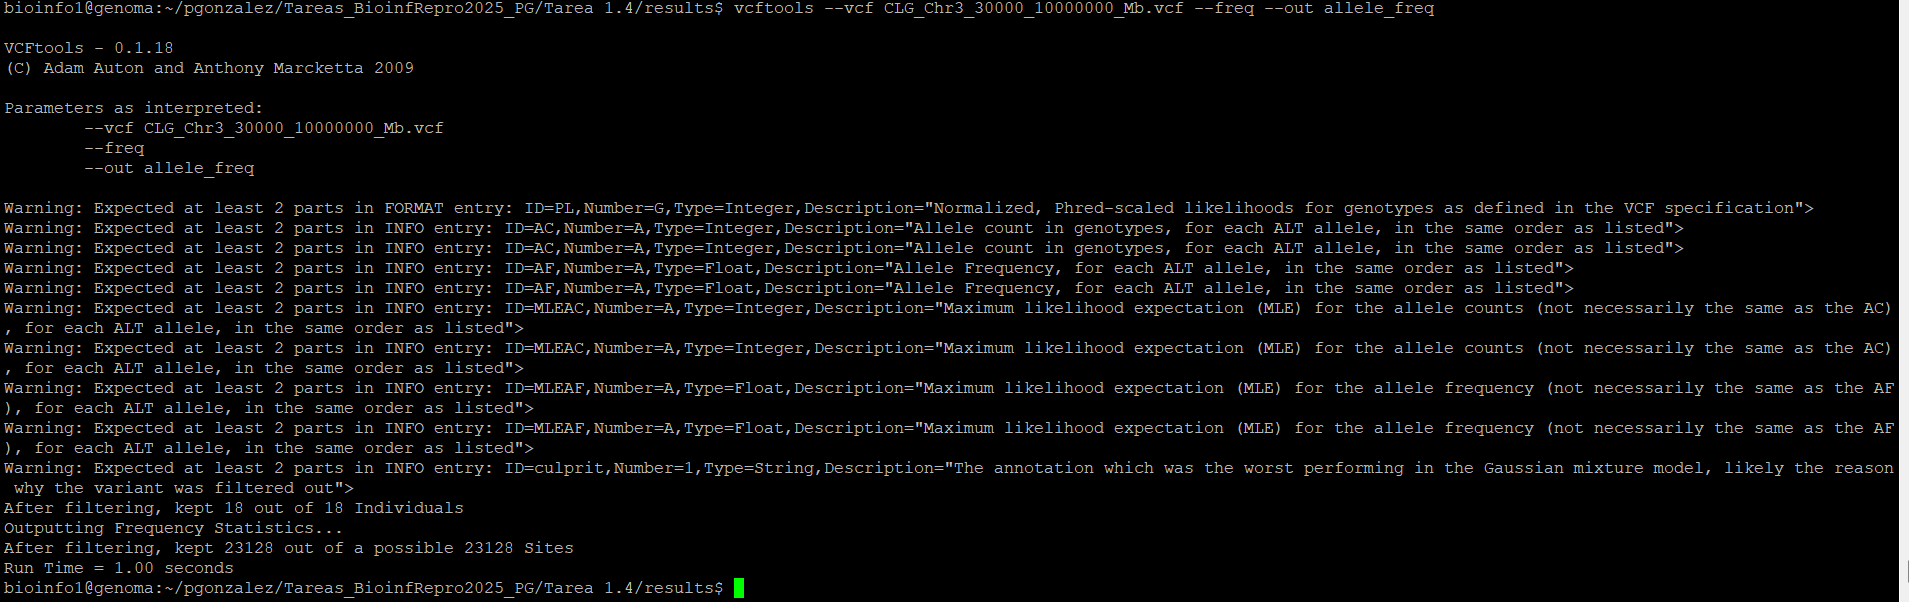 bioinfo1@genoma:~/pgonzalez/Tareas_BioinfRepro2025_PG/Tarea 1.4/results$ vcftools --vcf CLG_Chr3_30000_10000000_Mb.vcf --freq --out allele_freq
VCFtools - 0.1.18
(C) Adam Auton and Anthony Marcketta 2009
Parameters as interpreted:
--vcf CLG_Chr3_30000_10000000_Mb.vcf
--freq
--out allele_freq
Warning: Expected at least 2 parts in FORMAT entry: ID=PL,Number=G,Type=Integer,Description="Normalized, Phred-scaled likelihoods for genotypes as defined in the VCF specification">
Warning: Expected at least 2 parts in INFO entry: ID=AC,Number=A,Type=Integer,Description="Allele count in genotypes, for each ALT allele, in the same order as listed">
Warning: Expected at least 2 parts in INFO entry: ID=AC,Number=A,Type=Integer,Description="Allele count in genotypes, for each ALT allele, in the same order as listed">
Warning: Expected at least 2 parts in INFO entry: ID=AF,Number=A,Type=Float,Description="Allele Frequency, for each ALT allele, in the same order as listed">
Warning: Expected at least 2 parts in INFO entry: ID=AF,Number=A,Type=Float,Description="Allele Frequency, for each ALT allele, in the same order as listed">
Warning: Expected at least 2 parts in INFO entry: ID=MLEAC,Number=A,Type=Integer,Description="Maximum likelihood expectation (MLE) for the allele counts (not necessarily the same as the AC)
, for each ALT allele, in the same order as listed">
Warning: Expected at least 2 parts in INFO entry: ID=MLEAC,Number=A,Type=Integer,Description="Maximum likelihood expectation (MLE) for the allele counts (not necessarily the same as the AC)
, for each ALT allele, in the same order as listed">
Warning: Expected at least 2 parts in INFO entry: ID=MLEAF,Number=A,Type=Float,Description="Maximum likelihood expectation (MLE) for the allele frequency (not necessarily the same as the AF
), for each ALT allele, in the same order as listed">
Warning: Expected at least 2 parts in INFO entry: ID=MLEAF,Number=A,Type=Float,Description="Maximum likelihood expectation (MLE) for the allele frequency (not necessarily the same as the AF
), for each ALT allele, in the same order as listed">
Warning: Expected at least 2 parts in INFO entry: ID=culprit,Number=1,Type=String,Description="The annotation which was the worst performing in the Gaussian mixture model, likely the reason
why the variant was filtered out">
After filtering, kept 18 out of 18 Individuals
Outputting Frequency Statistics...
After filtering, kept 23128 out of a possible 23128 Sites
Run Time = 1.00 seconds
bioinfo1@genoma:~/pgonzalez/Tareas_BioinfRepro2025_PG/Tarea 1.4/results$